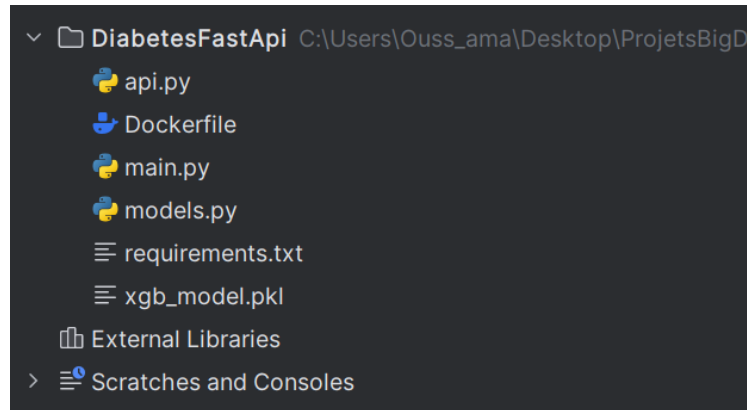 DiabetesFastApi C:\Users\Ouss_ama\Desktop\ProjetsBigD
api.py
Dockerfile
main.py
models.py
requirements.txt
xgb_model.pkl
External Libraries
Scratches and Consoles